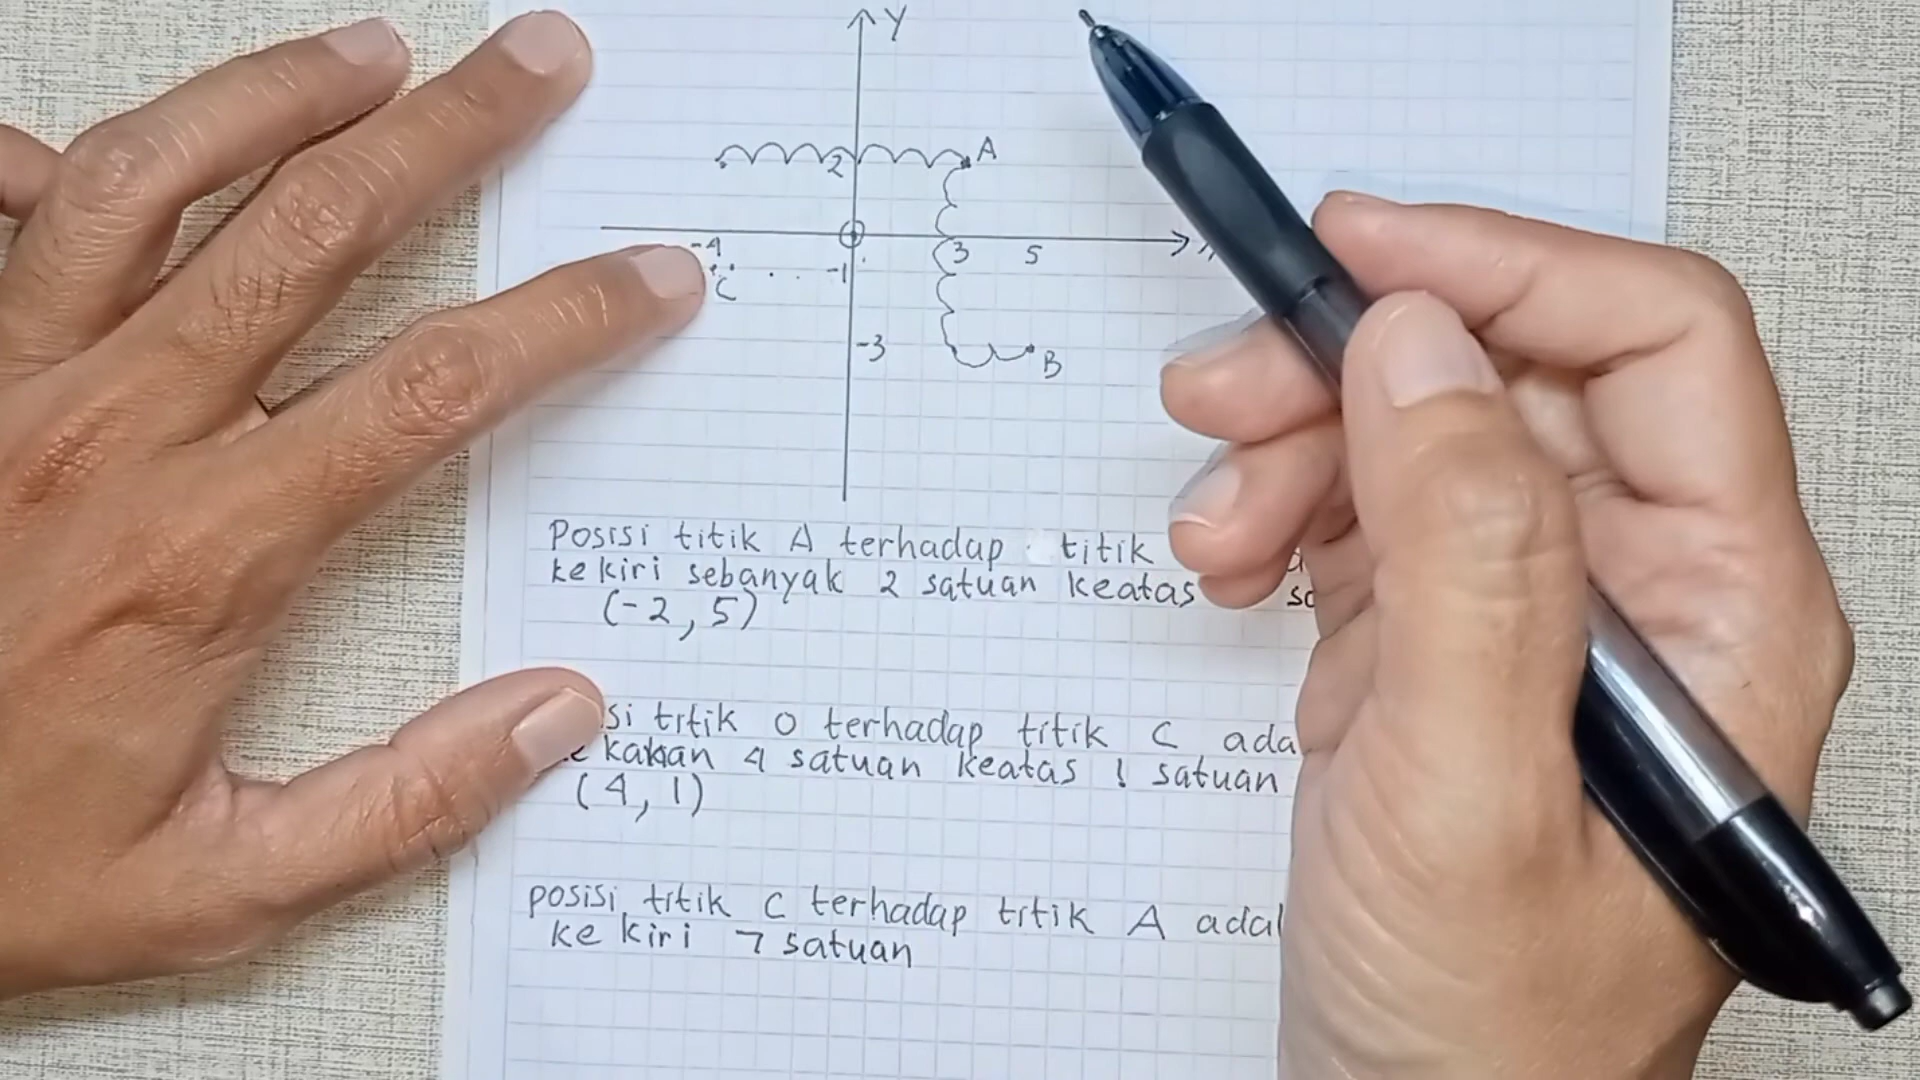 Y
A
2
-4
3
5
-1
C
-3
B
Posisi titik A terhadap titik
kekiri sebanyak 2 satuan keatas
(-2, 5)
si titik O terhadap titik C ada
kanan 4 satuan keatas 1 satuan
(4, 1)
posisi titik C terhadap titik A adal
ke kiri 7 satuan